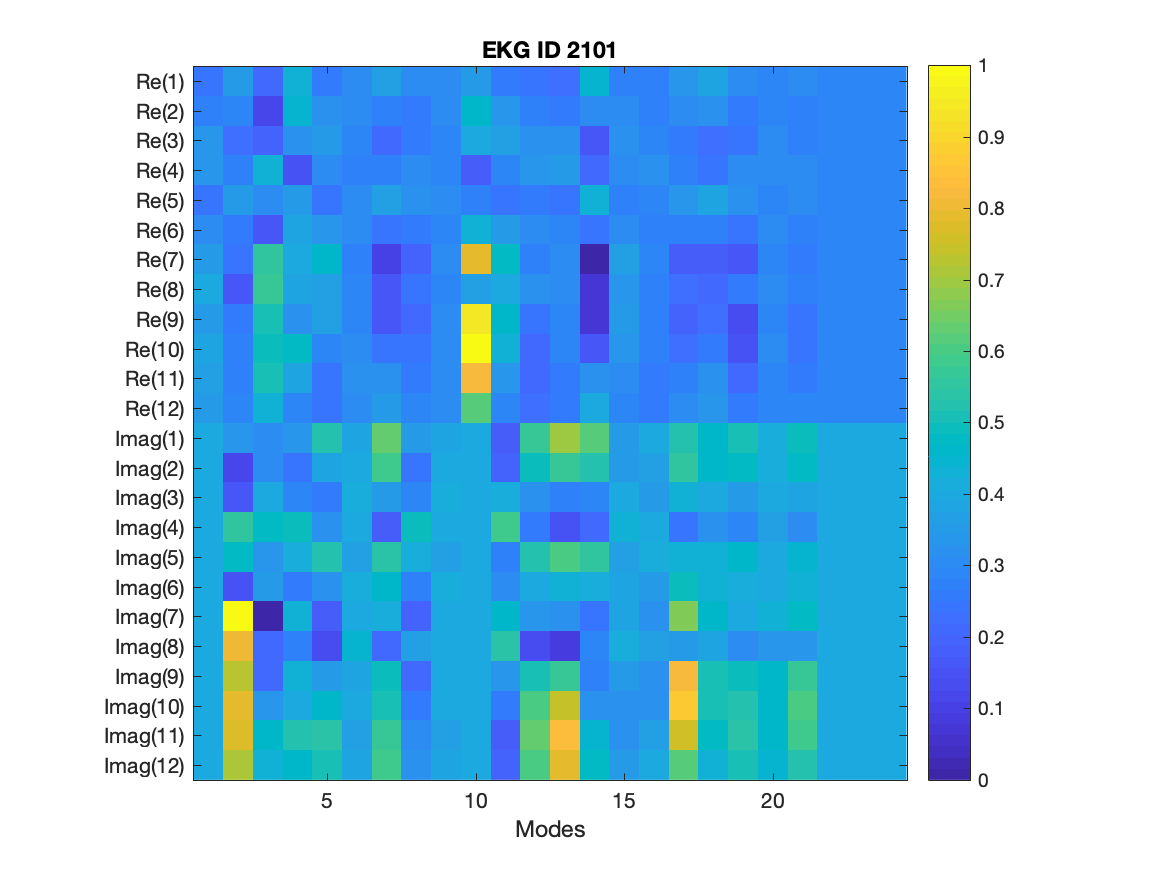 EKG ID 2101
Re(1)
Re(2)
Re(3)
Re(4)
Re(5)
Re(6)
Re(7)
Re(8)
Re(9)
Re(10)
Re(11)
Re(12)
Imag(1)
Imag(2)
Imag(3)
Imag(4)
Imag(5)
Imag(6)
Imag(7)
Imag(8)
Imag(9)
Imag(10)
Imag(11)
Imag(12)
5 10 15 20
Modes
1
0.9
0.8
0.7
0.6
0.5
0.4
0.3
0.2
0.1
0